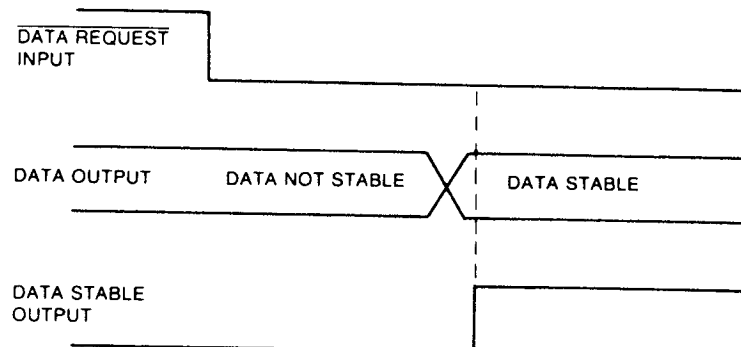 DATA REQUEST
INPUT
DATA OUTPUT
DATA NOT STABLE
DATA STABLE
DATA STABLE
OUTPUT